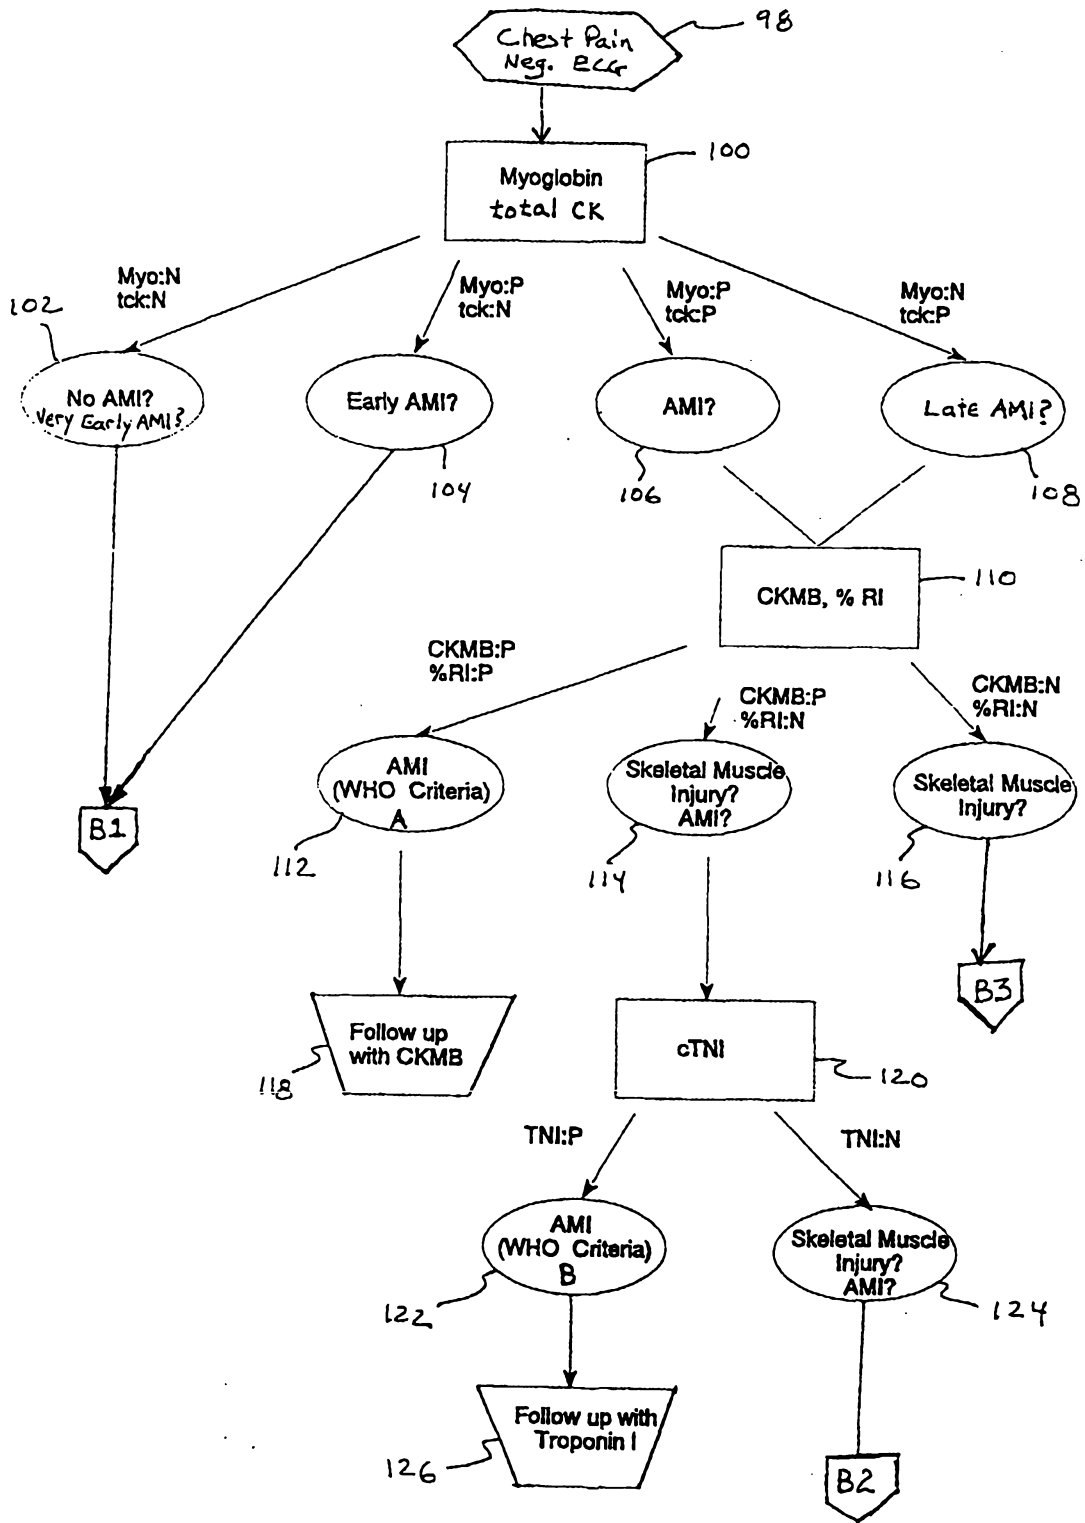 Chest Pain
Neg. ECG
98
Myoglobin
total CK
100
Myo:N
tck:N
Myo:P
tck:N
Myo:P
tck:P
Myo:N
tck:P
102
No AMI?
Very Early AMI?
Early AMI?
AMI?
Late AMI?
104
106
108
CKMB, % RI
110
CKMB:P
%RI:P
CKMB:P
%RI:N
CKMB:N
%RI:N
AMI
(WHO Criteria)
A
Skeletal Muscle
Injury?
AMI?
Skeletal Muscle
Injury?
B1
112
114
116
Follow up
with CKMB
118
cTNI
120
B3
TNI:P
TNI:N
AMI
(WHO Criteria)
B
Skeletal Muscle
Injury?
AMI?
122
124
Follow up with
Troponin I
126
B2